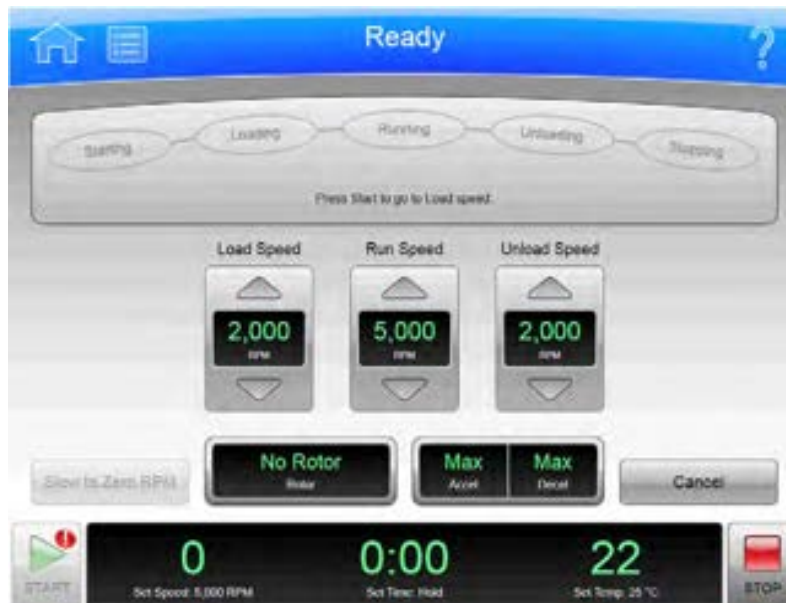 Ready
?
Starting
Loading
Running
Unloading
Stopping
Press Start to go to Load speed.
Load Speed
Run Speed
Unload Speed
2,000
RPM
5,000
RPM
2,000
RPM
Slow to Zero RPM
No Rotor
Rotor
Max
Accel
Max
Decel
Cancel
START
!
0
Set Speed: 5,000 RPM
0:00
Set Time: Hold
22
Set Temp: 25 °C
STOP